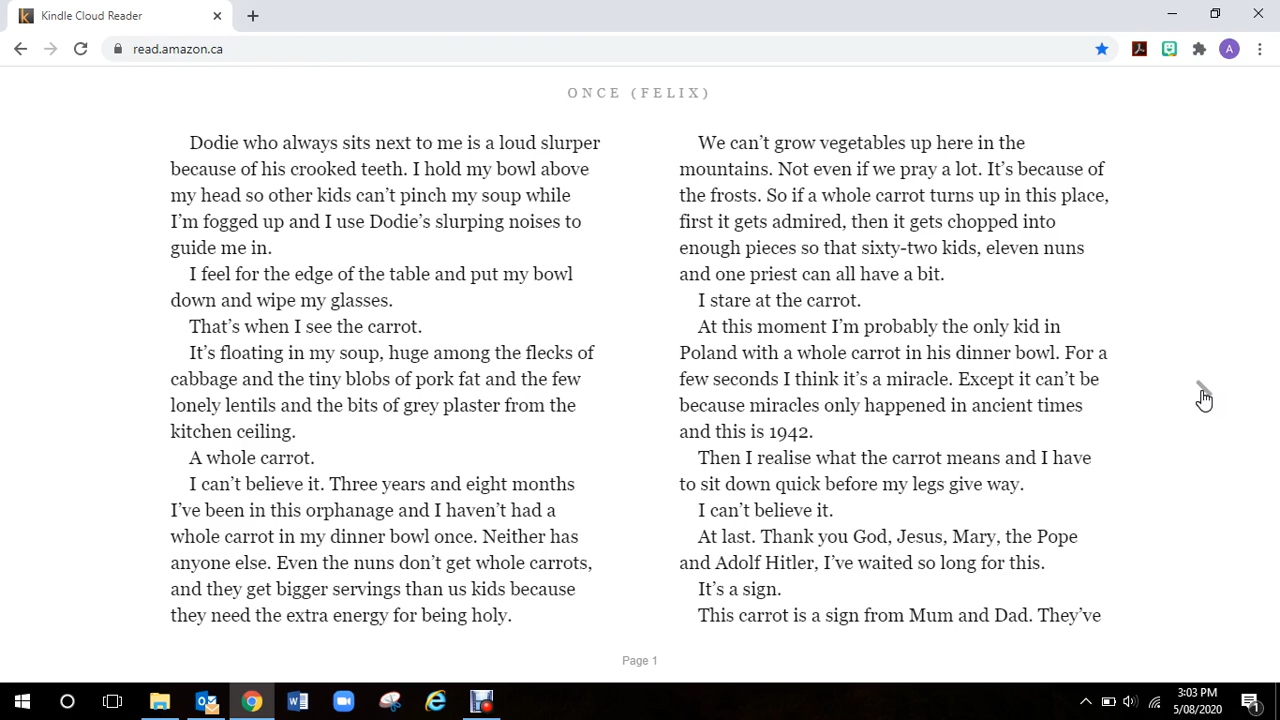 Kindle Cloud Reader
read.amazon.ca
A
ONCE (FELIX)
Dodie who always sits next to me is a loud slurper
because of his crooked teeth. I hold my bowl above
my head so other kids can’t pinch my soup while
I’m fogged up and I use Dodie’s slurping noises to
guide me in.
I feel for the edge of the table and put my bowl
down and wipe my glasses.
That’s when I see the carrot.
It’s floating in my soup, huge among the flecks of
cabbage and the tiny blobs of pork fat and the few
lonely lentils and the bits of grey plaster from the
kitchen ceiling.
A whole carrot.
I can’t believe it. Three years and eight months
I’ve been in this orphanage and I haven’t had a
whole carrot in my dinner bowl once. Neither has
anyone else. Even the nuns don’t get whole carrots,
and they get bigger servings than us kids because
they need the extra energy for being holy.
We can’t grow vegetables up here in the
mountains. Not even if we pray a lot. It’s because of
the frosts. So if a whole carrot turns up in this place,
first it gets admired, then it gets chopped into
enough pieces so that sixty-two kids, eleven nuns
and one priest can all have a bit.
I stare at the carrot.
At this moment I’m probably the only kid in
Poland with a whole carrot in his dinner bowl. For a
few seconds I think it’s a miracle. Except it can’t be
because miracles only happened in ancient times
and this is 1942.
Then I realise what the carrot means and I have
to sit down quick before my legs give way.
I can’t believe it.
At last. Thank you God, Jesus, Mary, the Pope
and Adolf Hitler, I’ve waited so long for this.
It’s a sign.
This carrot is a sign from Mum and Dad. They’ve
Page 1
3:03 PM
5/08/2020
1